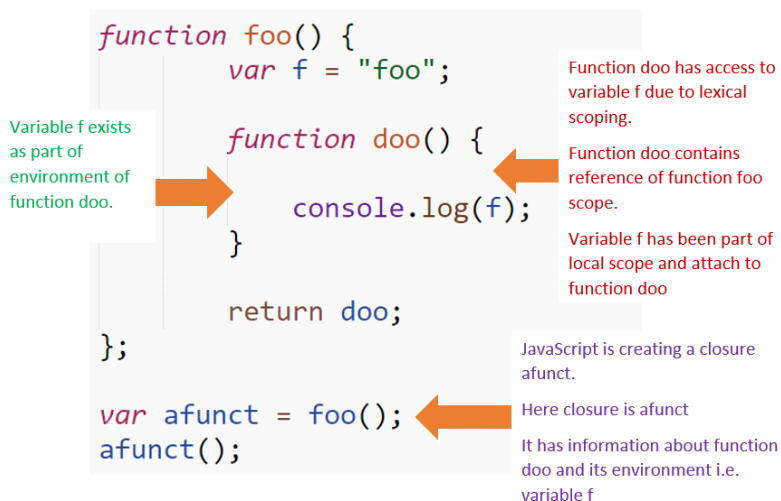 function foo() {
var f = "foo";
function doo() {
console.log(f);
}
return doo;
};
var afunct = foo();
afunct();
Variable f exists
as part of
environment of
function doo.
Function doo has access to
variable f due to lexical
scoping.
Function doo contains
reference of function foo
scope.
Variable f has been part of
local scope and attach to
function doo
JavaScript is creating a closure
afunct.
Here closure is afunct
It has information about function
doo and its environment i.e.
variable f